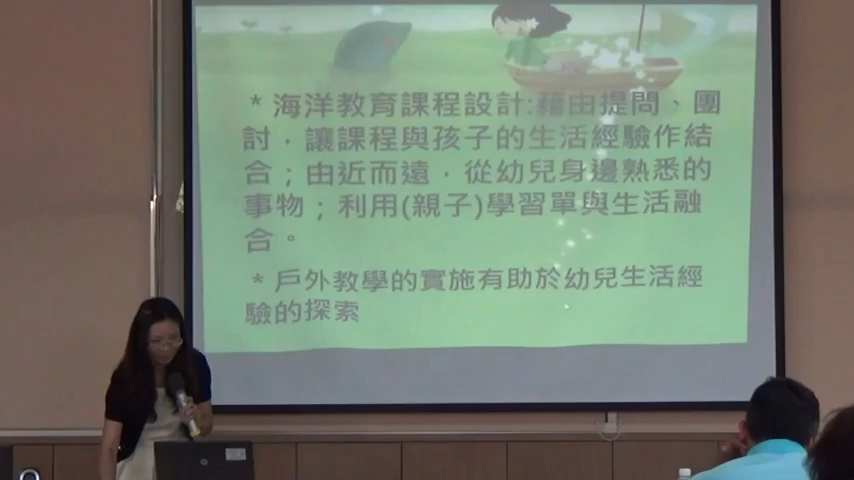 * 海洋教育課程設計:藉由提問、團
討，讓課程與孩子的生活經驗作結
合；由近而遠，從幼兒身邊熟悉的
事物；利用(親子)學習單與生活融
合。
* 戶外教學的實施有助於幼兒生活經
驗的探索
hp